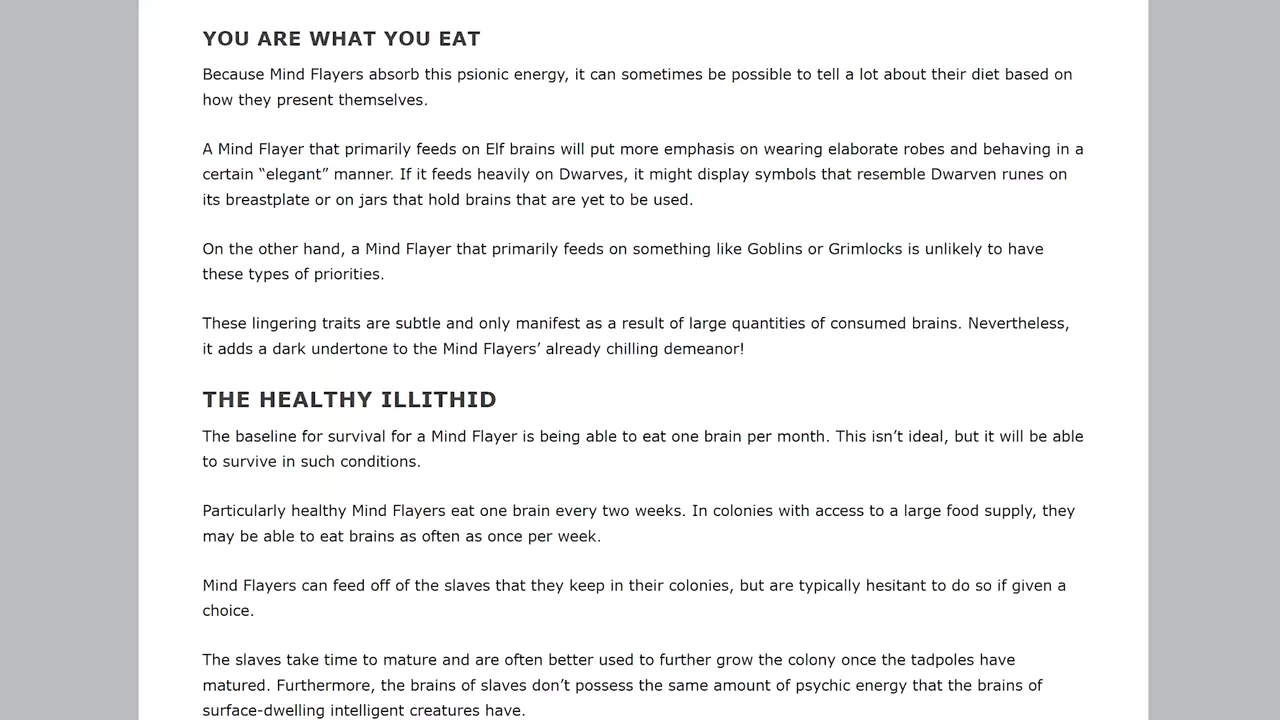 YOU ARE WHAT YOU EAT
Because Mind Flayers absorb this psionic energy, it can sometimes be possible to tell a lot about their diet based on
how they present themselves.
A Mind Flayer that primarily feeds on Elf brains will put more emphasis on wearing elaborate robes and behaving in a
certain “elegant” manner. If it feeds heavily on Dwarves, it might display symbols that resemble Dwarven runes on
its breastplate or on jars that hold brains that are yet to be used.
On the other hand, a Mind Flayer that primarily feeds on something like Goblins or Grimlocks is unlikely to have
these types of priorities.
These lingering traits are subtle and only manifest as a result of large quantities of consumed brains. Nevertheless,
it adds a dark undertone to the Mind Flayers’ already chilling demeanor!
THE HEALTHY ILLITHID
The baseline for survival for a Mind Flayer is being able to eat one brain per month. This isn’t ideal, but it will be able
to survive in such conditions.
Particularly healthy Mind Flayers eat one brain every two weeks. In colonies with access to a large food supply, they
may be able to eat brains as often as once per week.
Mind Flayers can feed off of the slaves that they keep in their colonies, but are typically hesitant to do so if given a
choice.
The slaves take time to mature and are often better used to further grow the colony once the tadpoles have
matured. Furthermore, the brains of slaves don’t possess the same amount of psychic energy that the brains of
surface-dwelling intelligent creatures have.